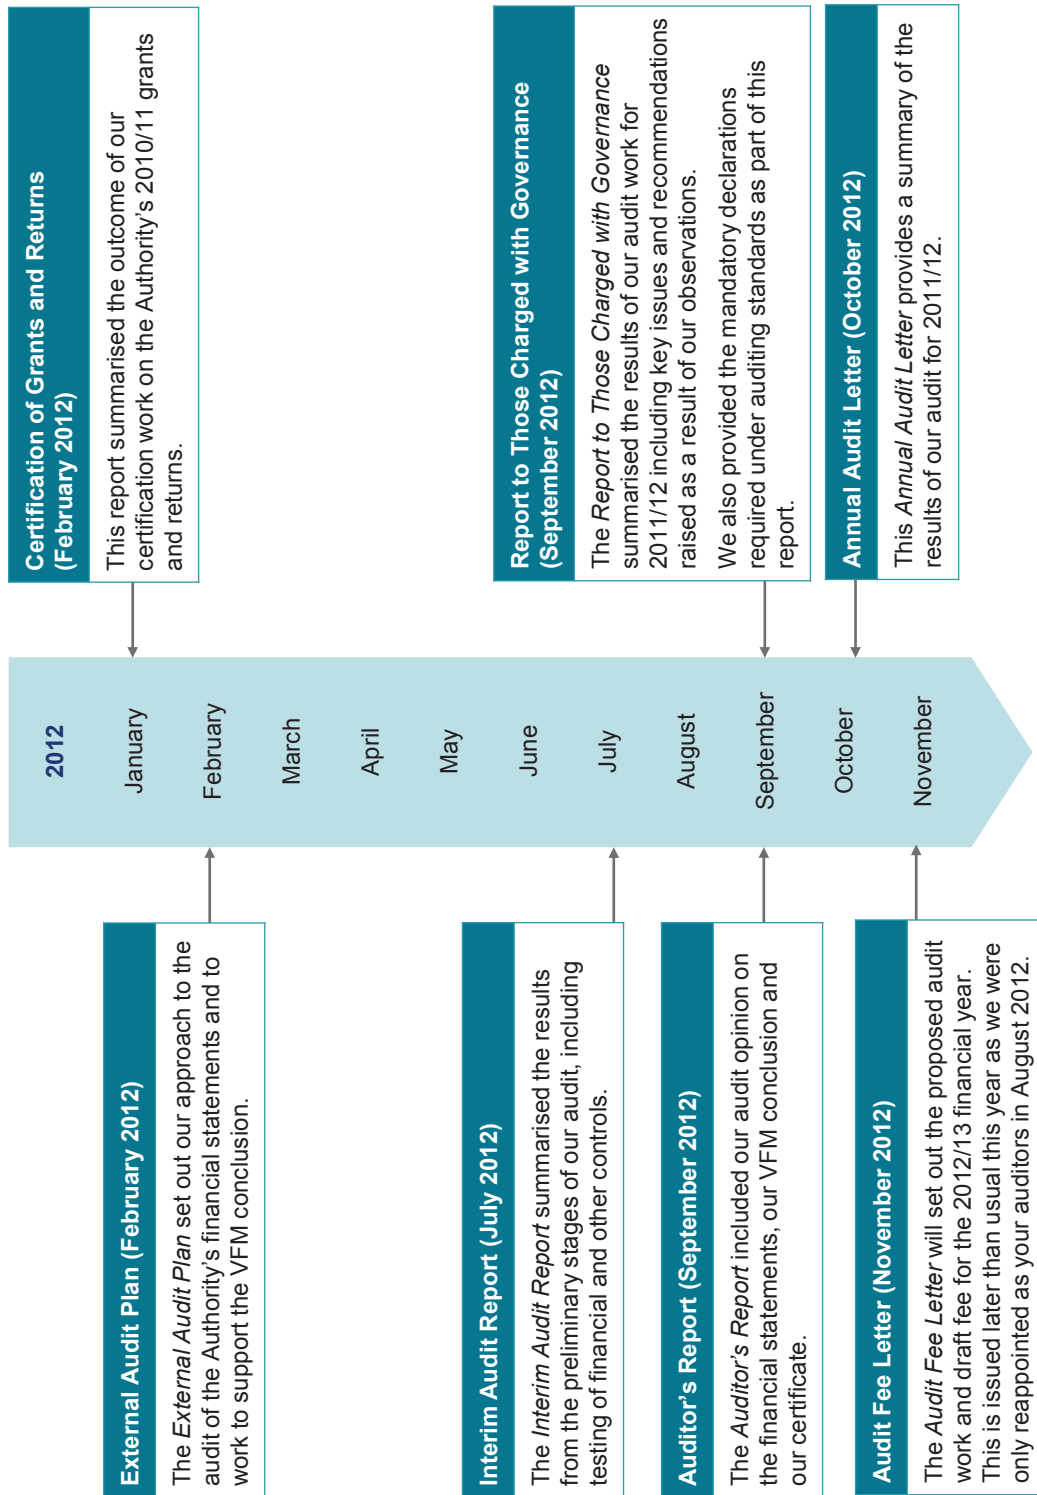 External Audit Plan (February 2012)
The External Audit Plan set out our approach to the
audit of the Authority’s financial statements and to
work to support the VFM conclusion.
Interim Audit Report (July 2012)
The Interim Audit Report summarised the results
from the preliminary stages of our audit, including
testing of financial and other controls.
Auditor’s Report (September 2012)
The Auditor’s Report included our audit opinion on
the financial statements, our VFM conclusion and
our certificate.
Audit Fee Letter (November 2012)
The Audit Fee Letter will set out the proposed audit
work and draft fee for the 2012/13 financial year.
This is issued later than usual this year as we were
only reappointed as your auditors in August 2012.
2012
January
February
March
April
May
June
July
August
September
October
November
Certification of Grants and Returns
(February 2012)
This report summarised the outcome of our
certification work on the Authority’s 2010/11 grants
and returns.
Report to Those Charged with Governance
(September 2012)
The Report to Those Charged with Governance
summarised the results of our audit work for
2011/12 including key issues and recommendations
raised as a result of our observations.
We also provided the mandatory declarations
required under auditing standards as part of this
report.
Annual Audit Letter (October 2012)
This Annual Audit Letter provides a summary of the
results of our audit for 2011/12.